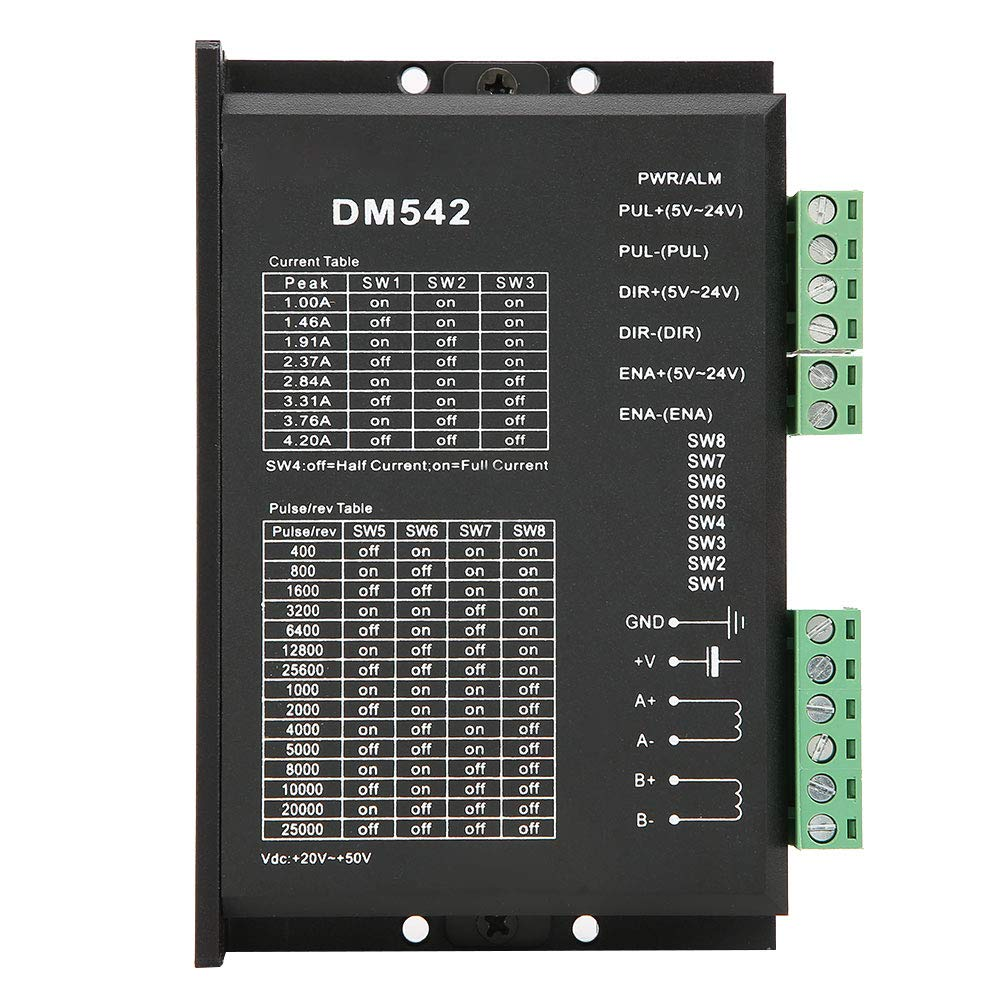 DM542
Current Table
Peak SW1 SW2 SW3
1.00A on on on
1.46A off on on
1.91A on off on
2.37A off off on
2.84A on on off
3.31A off on off
3.76A on off off
4.20A off off off
SW4:off=Half Current;on=Full Current
Pulse/rev Table
Pulse/rev SW5 SW6 SW7 SW8
400 off on on on
800 on off on on
1600 off off on on
3200 on on off on
6400 off on off on
12800 on off off on
25600 off off off on
1000 on on on off
2000 off on on off
4000 on off on off
5000 off off on off
8000 on on off off
10000 off on off off
20000 on off off off
25000 off off off off
Vdc:+20V~+50V
PWR/ALM
PUL+(5V~24V)
PUL-(PUL)
DIR+(5V~24V)
DIR-(DIR)
ENA+(5V~24V)
ENA-(ENA)
SW8
SW7
SW6
SW5
SW4
SW3
SW2
SW1
GND
+V
A+
A-
B+
B-